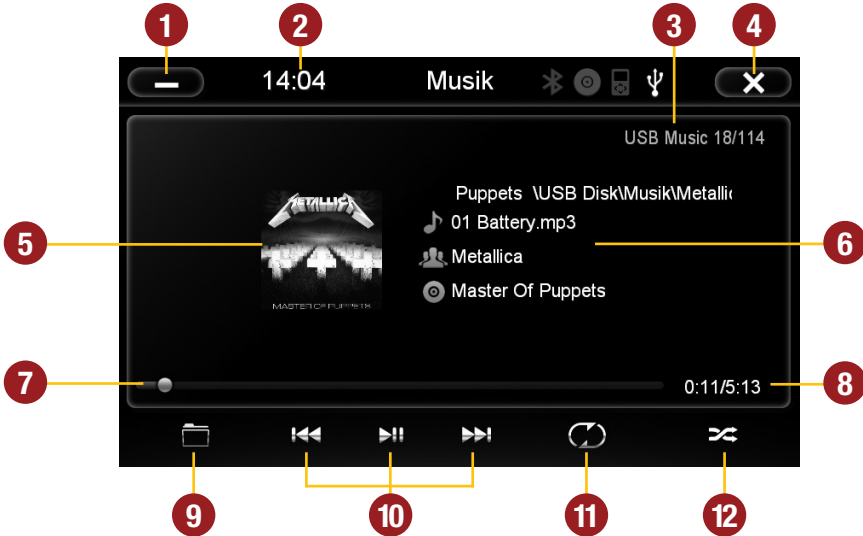 1 2 3 4
14:04 Musik
USB Music 18/114
Puppets \USB Disk\Musik\Metallic
METALLICA
01 Battery.mp3
5 6
Metallica
Master Of Puppets
MASTER OF PUPPETS
7 8
0:11/5:13
9 10 11 12